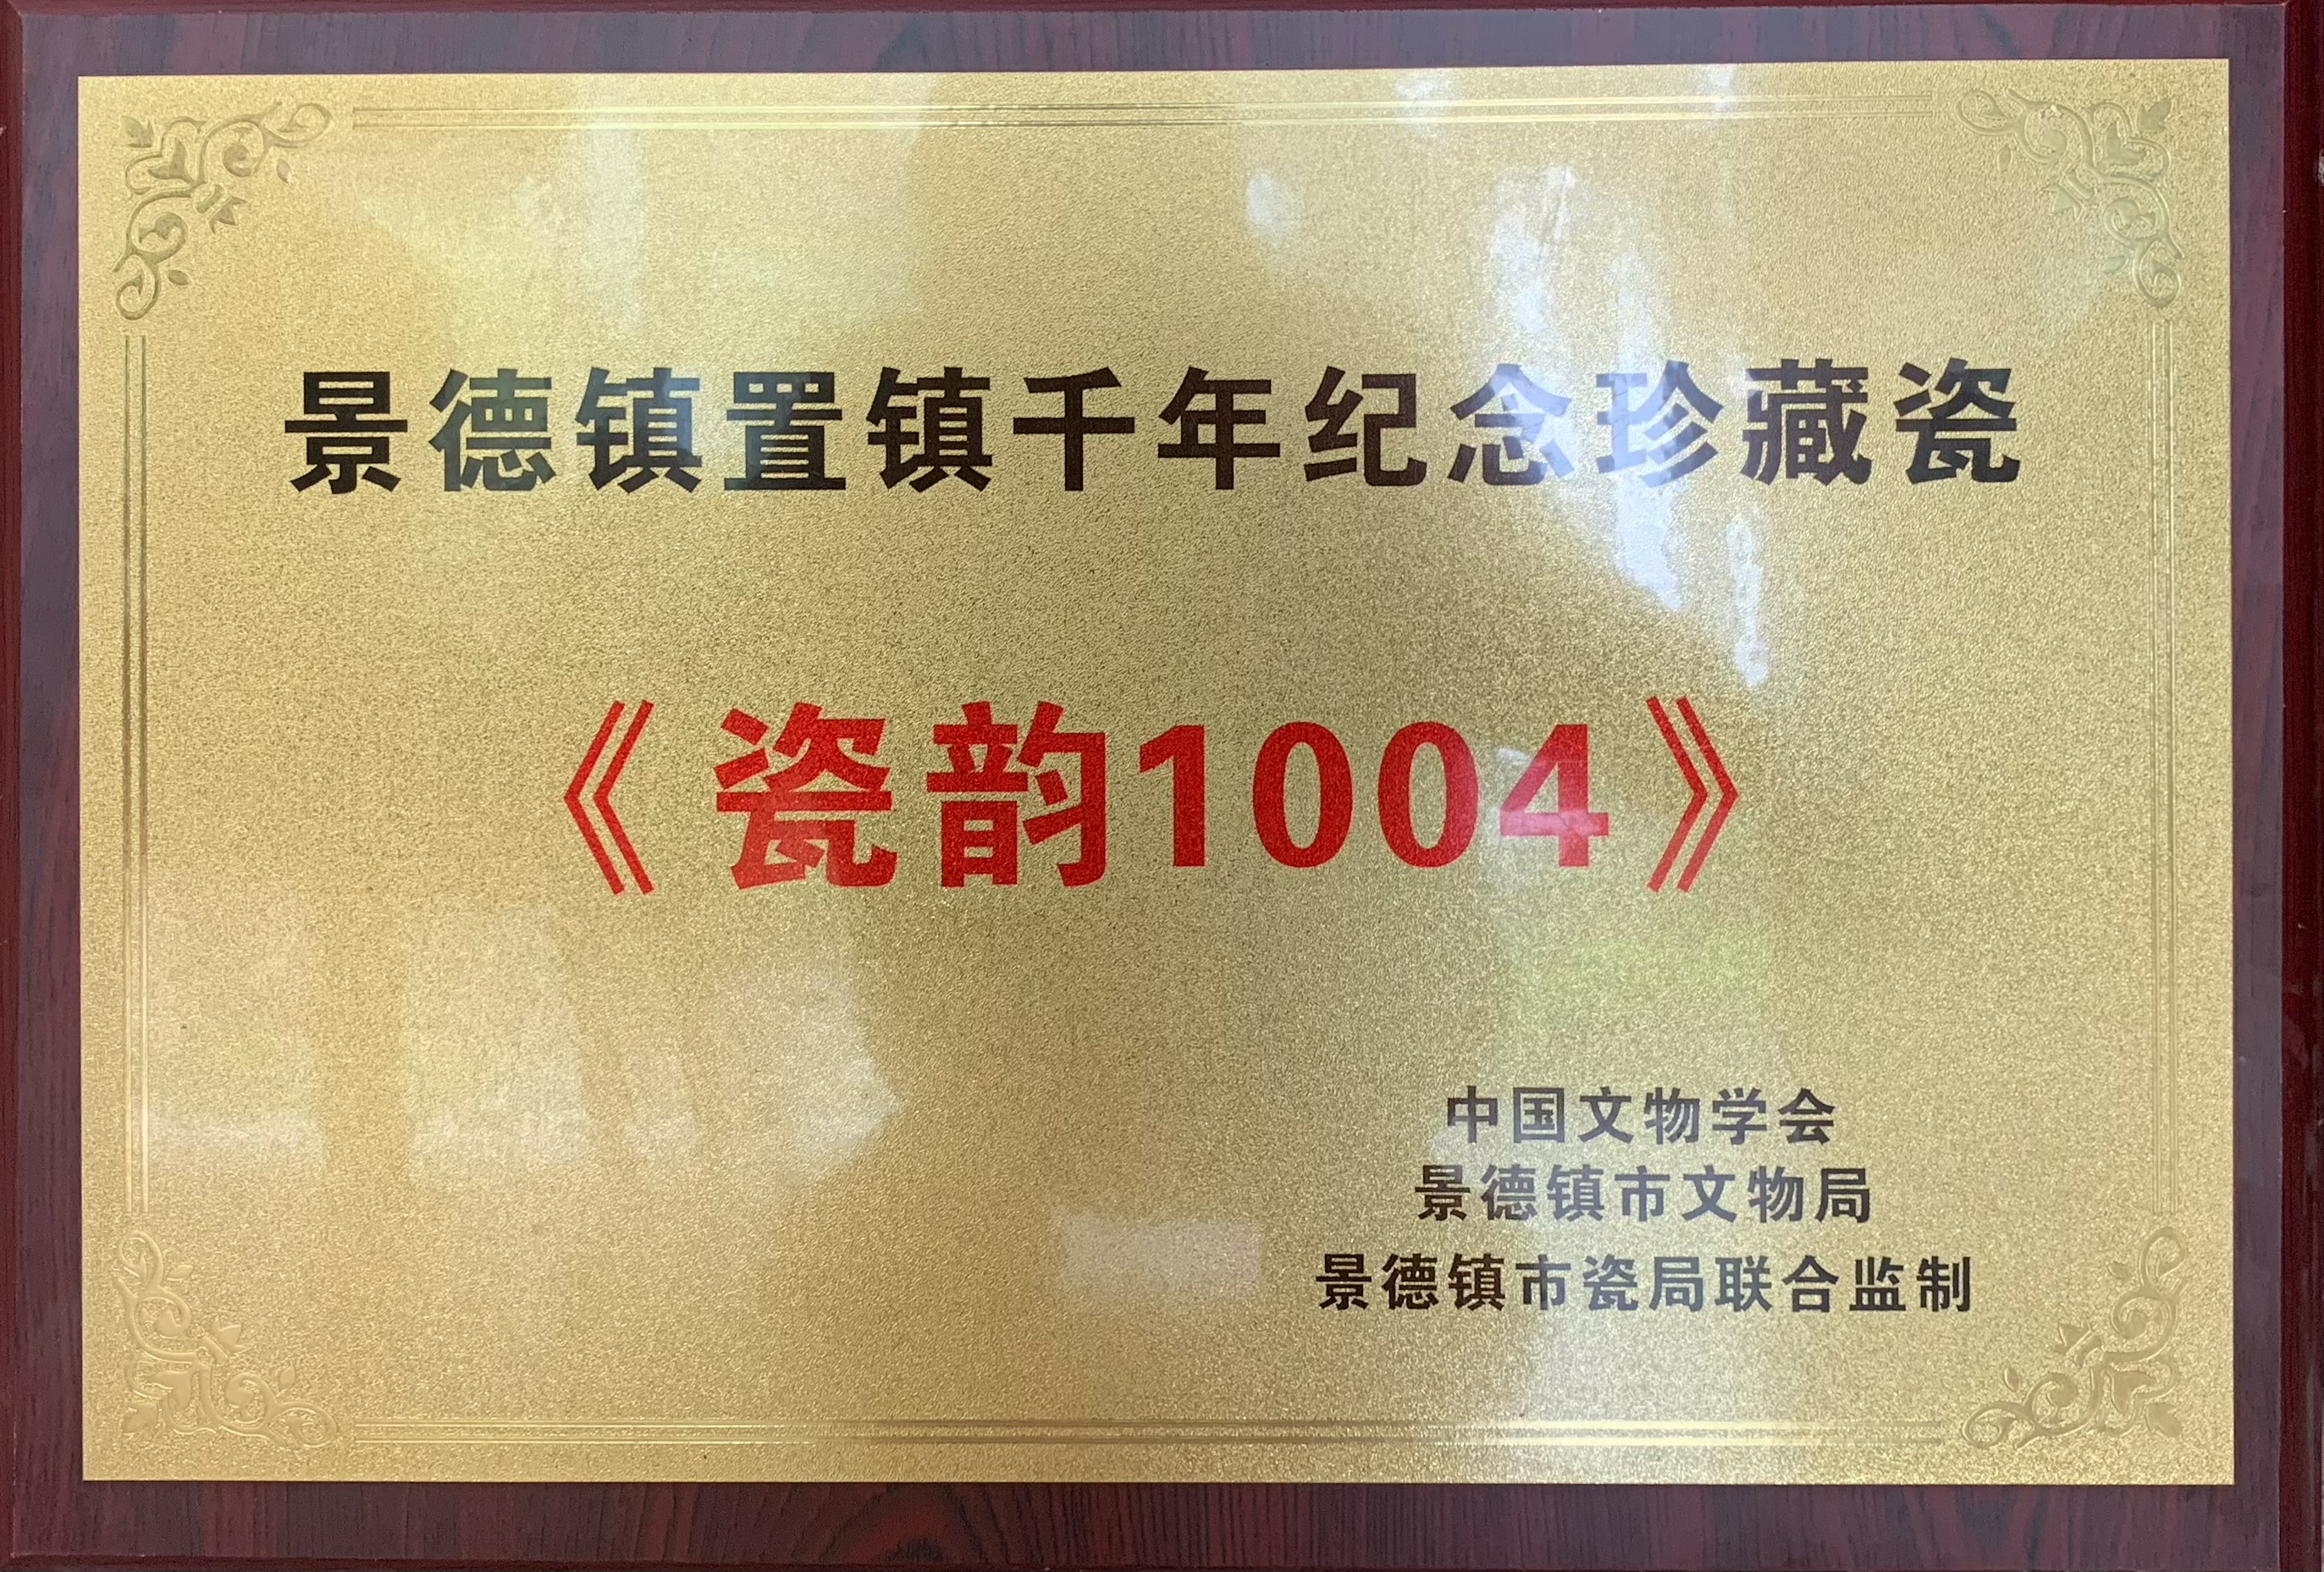 景德镇置镇千年纪念珍藏瓷
《瓷韵1004》
中国文物学会
景德镇市文物局
景德镇市瓷局联合监制